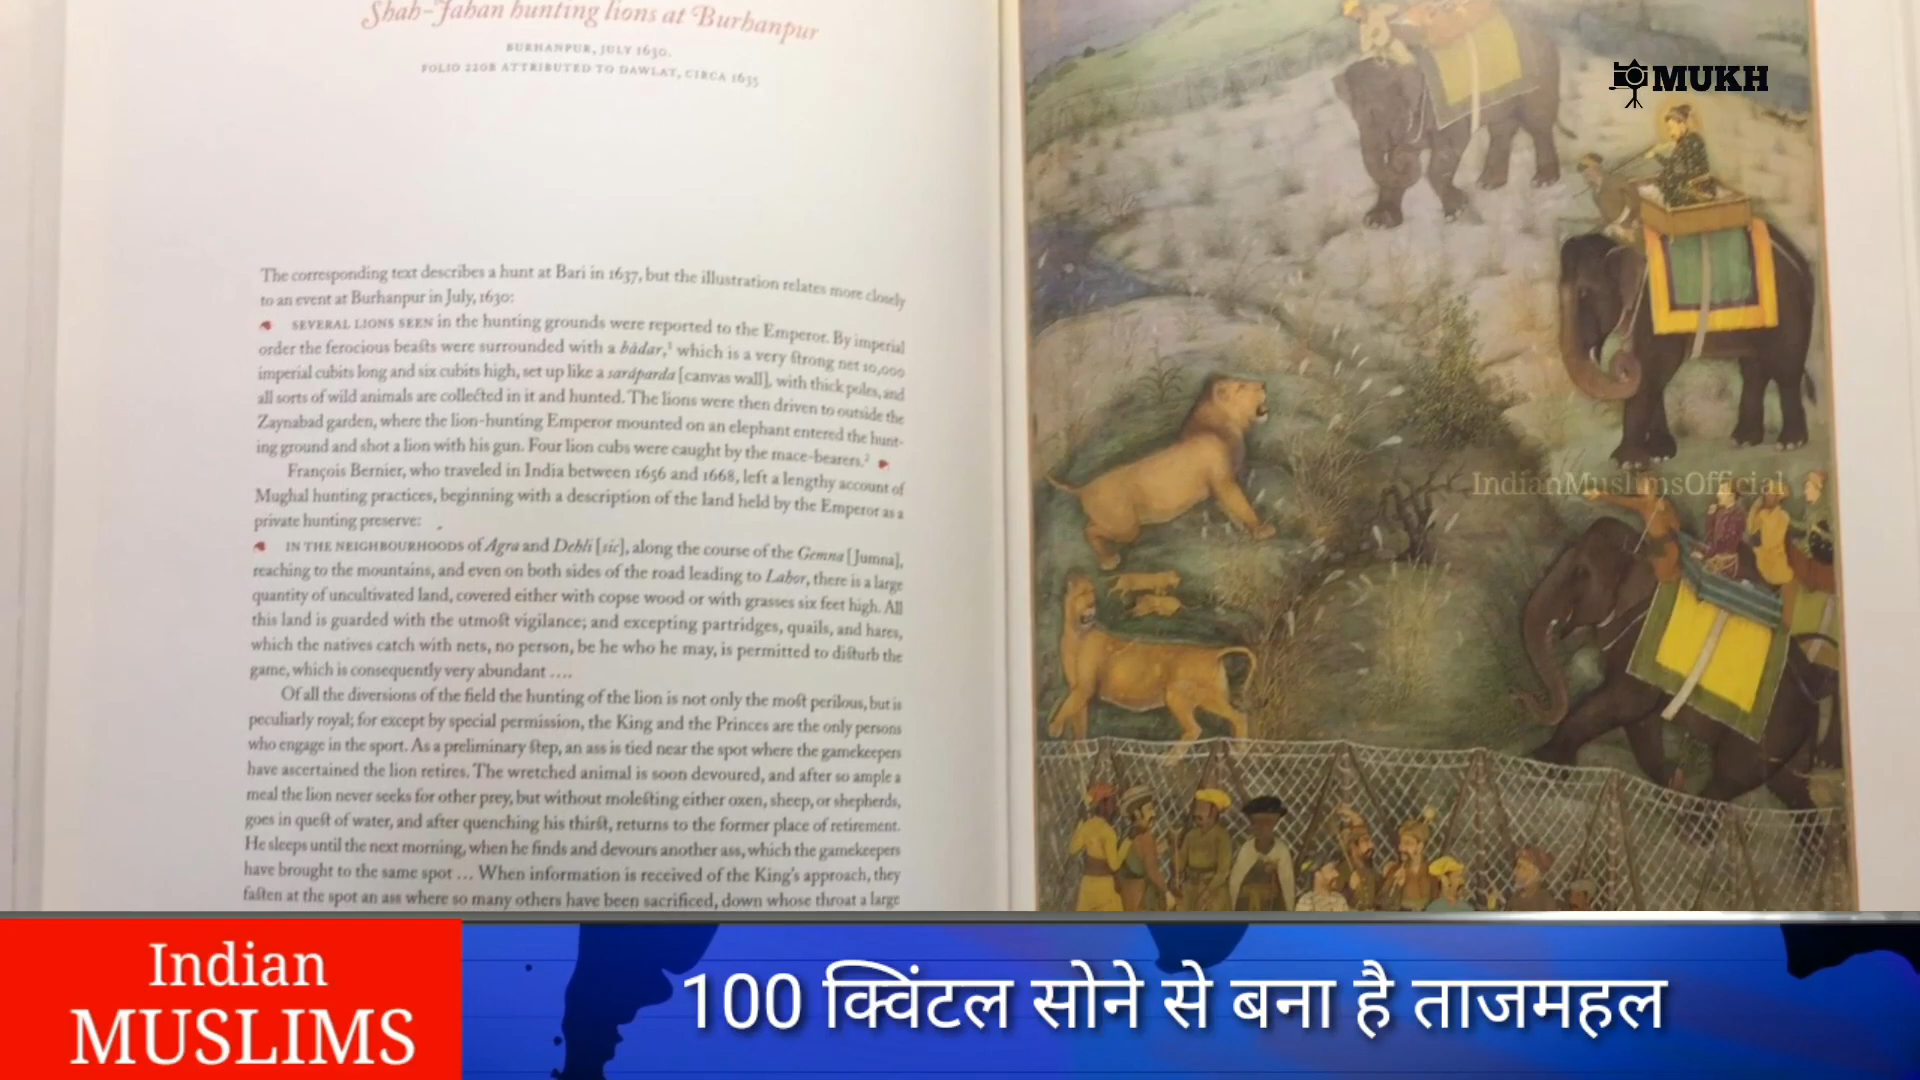 Shah-Jahan hunting lions at Burhanpur
BURHANPUR, JULY 1630.
FOLIO 220B ATTRIBUTED TO DAWLAT, CIRCA 1635
MUKH
The corresponding text describes a hunt at Bari in 1637, but the illustration relates more closely
to an event at Burhanpur in July, 1630:
SEVERAL LIONS SEEN in the hunting grounds were reported to the Emperor. By imperial
order the ferocious beasts were surrounded with a bādar,¹ which is a very strong net 10,000
imperial cubits long and six cubits high, set up like a sarāparda [canvas wall], with thick poles, and
all sorts of wild animals are collected in it and hunted. The lions were then driven to outside the
Zaynabad garden, where the lion-hunting Emperor mounted on an elephant entered the hunt-
ing ground and shot a lion with his gun. Four lion cubs were caught by the mace-bearers.²
François Bernier, who traveled in India between 1656 and 1668, left a lengthy account of
Mughal hunting practices, beginning with a description of the land held by the Emperor as a
private hunting preserve:
IN THE NEIGHBOURHOODS of Agra and Dehli [sic], along the course of the Gemna [Jumna],
reaching to the mountains, and even on both sides of the road leading to Lahor, there is a large
quantity of uncultivated land, covered either with copse wood or with grasses six feet high. All
this land is guarded with the utmost vigilance; and excepting partridges, quails, and hares,
which the natives catch with nets, no person, be he who he may, is permitted to disturb the
game, which is consequently very abundant ....
Of all the diversions of the field the hunting of the lion is not only the most perilous, but is
peculiarly royal; for except by special permission, the King and the Princes are the only persons
who engage in the sport. As a preliminary step, an ass is tied near the spot where the gamekeepers
have ascertained the lion retires. The wretched animal is soon devoured, and after so ample a
meal the lion never seeks for other prey, but without molesting either oxen, sheep, or shepherds,
goes in quest of water, and after quenching his thirst, returns to the former place of retirement.
He sleeps until the next morning, when he finds and devours another ass, which the gamekeepers
have brought to the same spot ... When information is received of the King's approach, they
fasten at the spot an ass where so many others have been sacrificed, down whose throat a large
IndianMuslimsOfficial
Indian
MUSLIMS
100 क्विंटल सोने से बना है ताजमहल